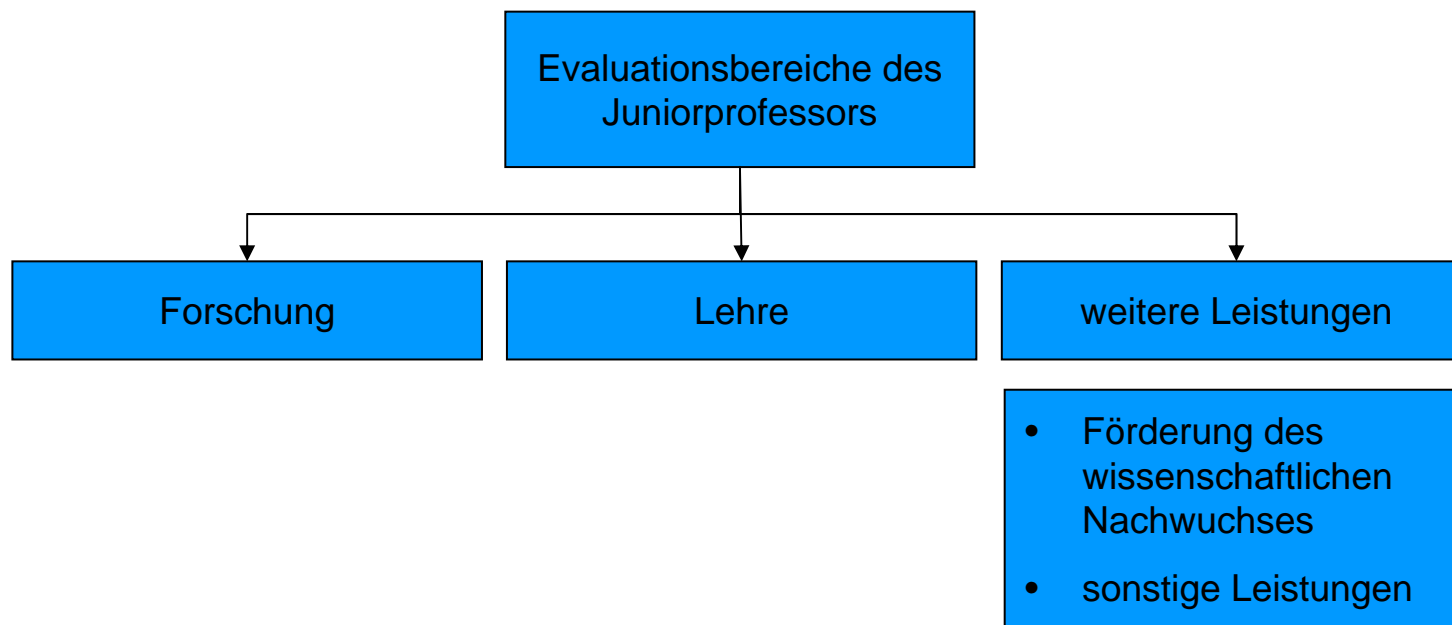 Evaluationsbereiche des
Juniorprofessors
Forschung
Lehre
weitere Leistungen
• Förderung des
wissenschaftlichen
Nachwuchses
• sonstige Leistungen